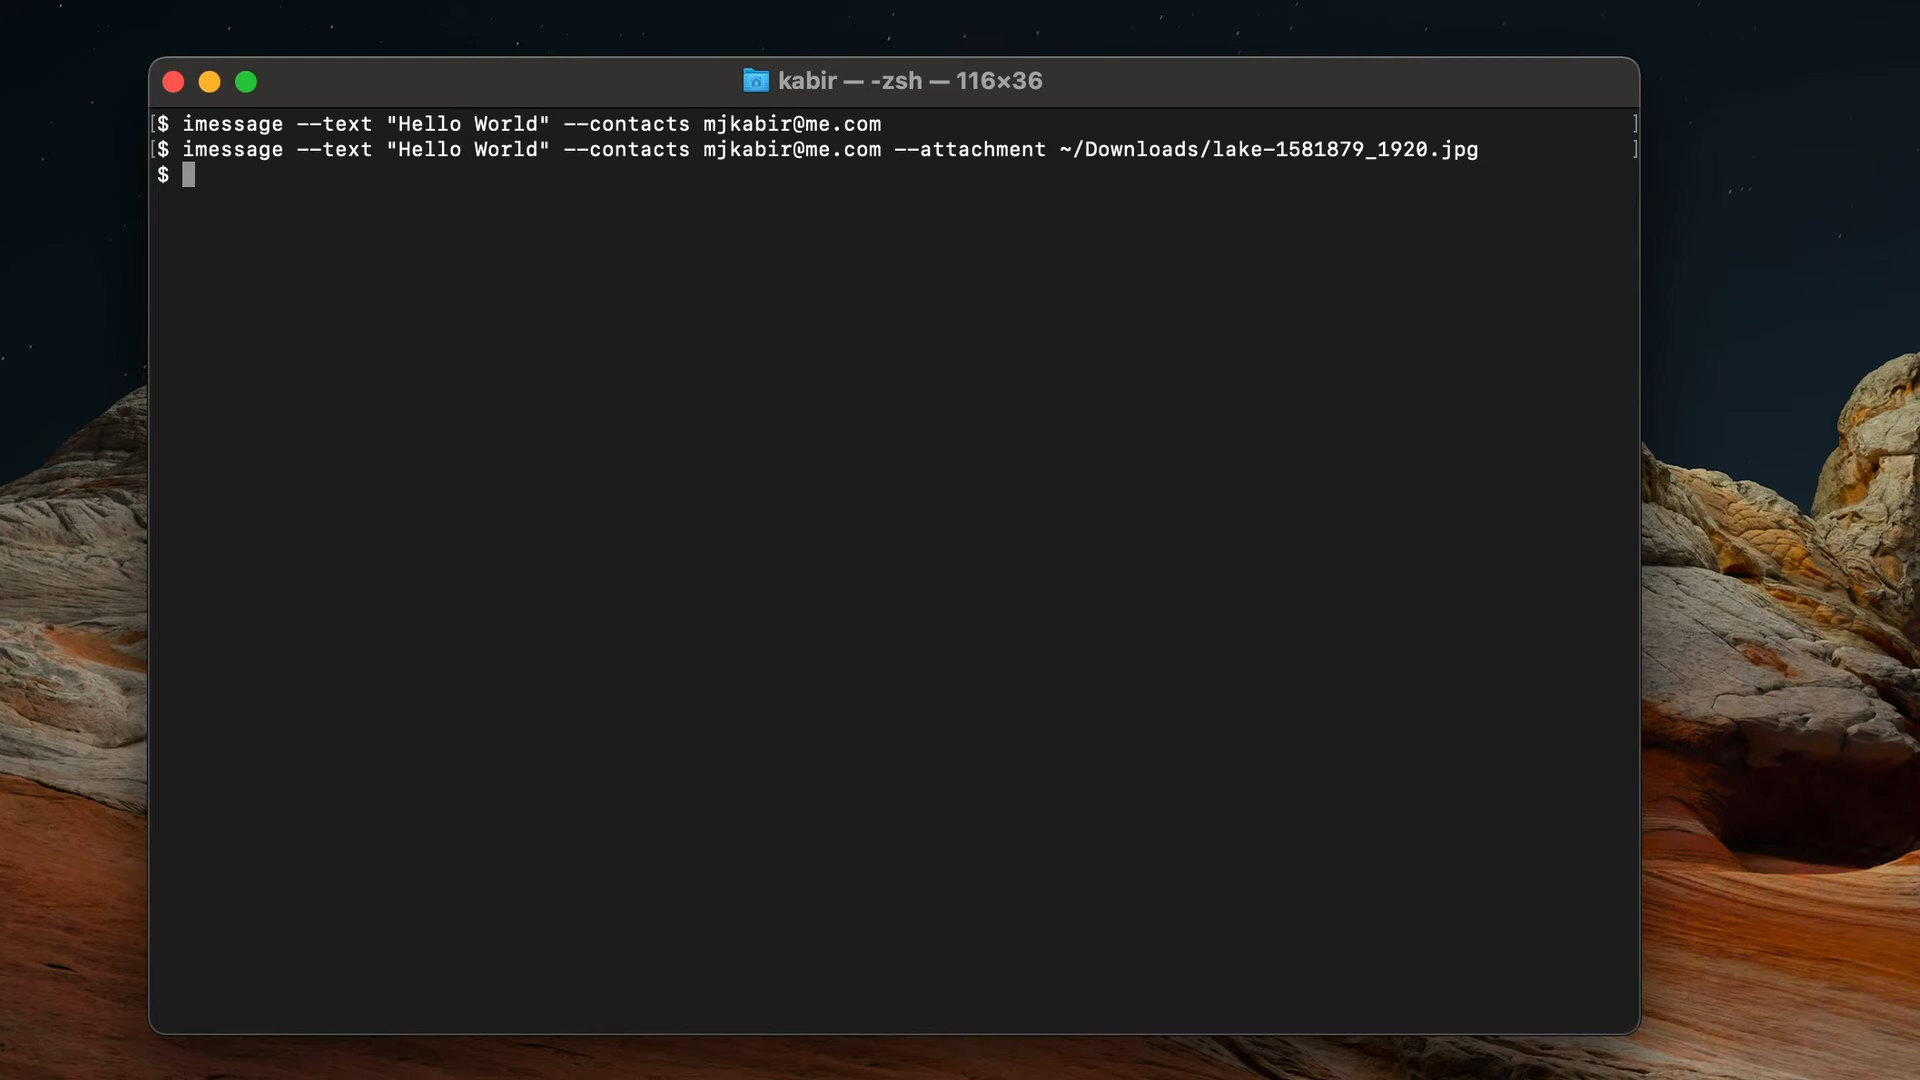 kabir — -zsh — 116×36
[$ imessage --text "Hello World" --contacts mjkabir@me.com ]
[$ imessage --text "Hello World" --contacts mjkabir@me.com --attachment ~/Downloads/lake-1581879_1920.jpg ]
$